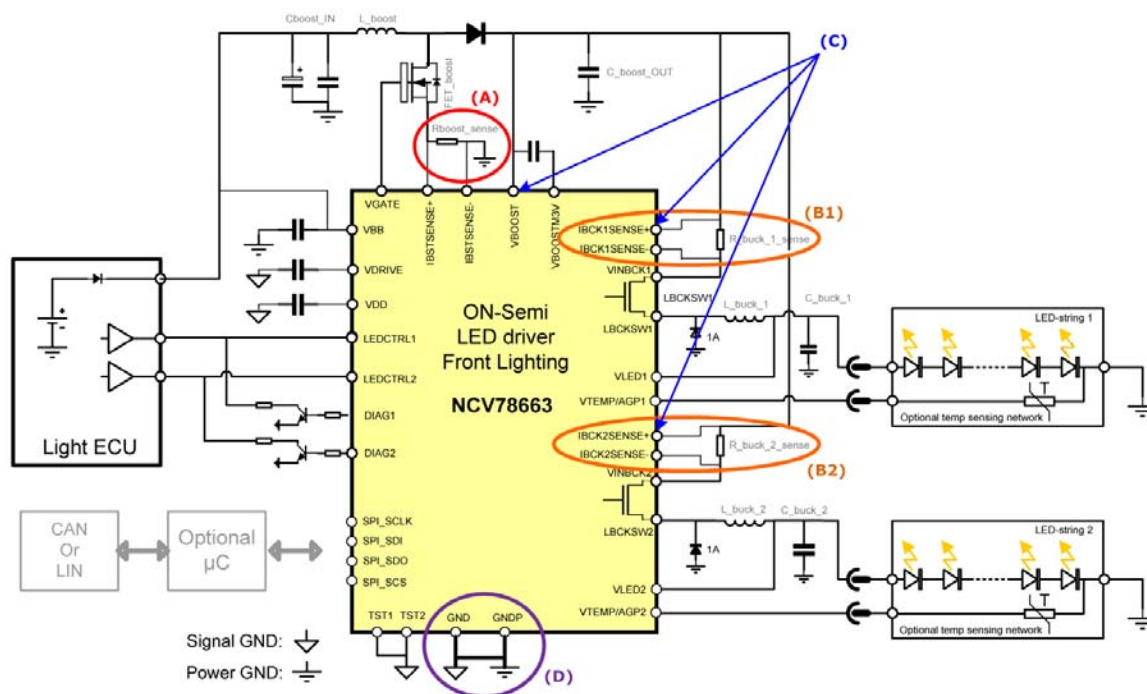 Cboost_IN
L_boost
(C)
C_boost_OUT
FET_boost
(A)
Rboost_sense
VGATE
IBSTSENSE+
IBSTSENSE-
VBOOST
VBOOSTM3V
VBB
IBCK1SENSE+
(B1)
IBCK1SENSE-
R_buck_1_sense
VDRIVE
VINBCK1
VDD
LBCKSW1
L_buck_1
C_buck_1
ON-Semi
LED driver
Front Lighting
NCV78663
LBCKSW1
1A
LED-string 1
LEDCTRL1
LEDCTRL2
VLED1
VTEMP/AGP1
T
Optional temp sensing network
DIAG1
DIAG2
Light ECU
IBCK2SENSE+
IBCK2SENSE-
R_buck_2_sense
(B2)
VINBCK2
L_buck_2
C_buck_2
LBCKSW2
1A
LED-string 2
CAN
Or
LIN
Optional
µC
SPI_SCLK
SPI_SDI
SPI_SDO
SPI_SCS
VLED2
VTEMP/AGP2
T
Optional temp sensing network
TST1
TST2
GND
GNDP
Signal GND:
Power GND:
(D)